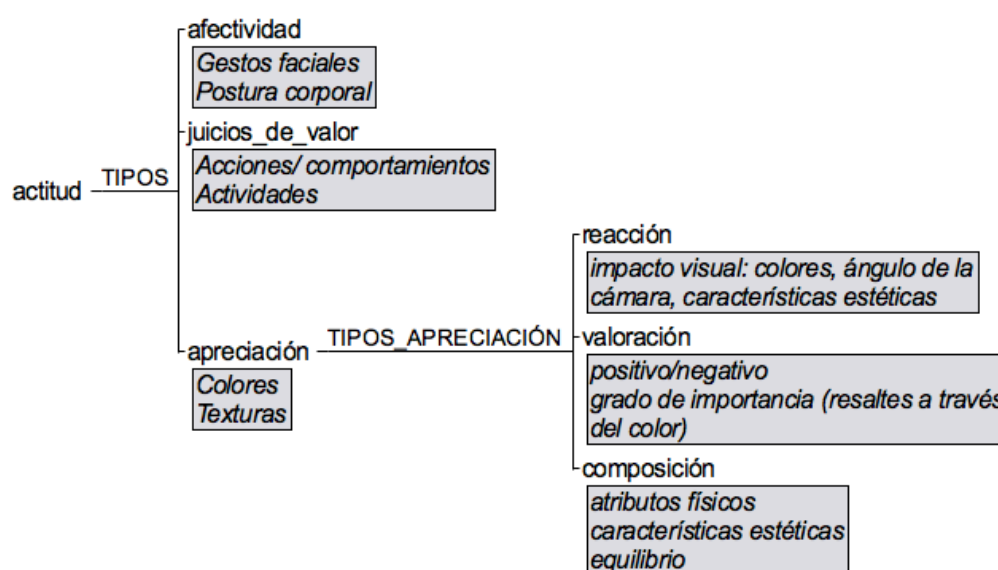 afectividad
Gestos faciales
Postura corporal
juicios_de_valor
Acciones/ comportamientos
Actividades
actitud
TIPOS
apreciación
Colores
Texturas
TIPOS_APRECIACIÓN
reacción
impacto visual: colores, ángulo de la
cámara, características estéticas
valoración
positivo/negativo
grado de importancia (resaltes a través
del color)
composición
atributos físicos
características estéticas
equilibrio